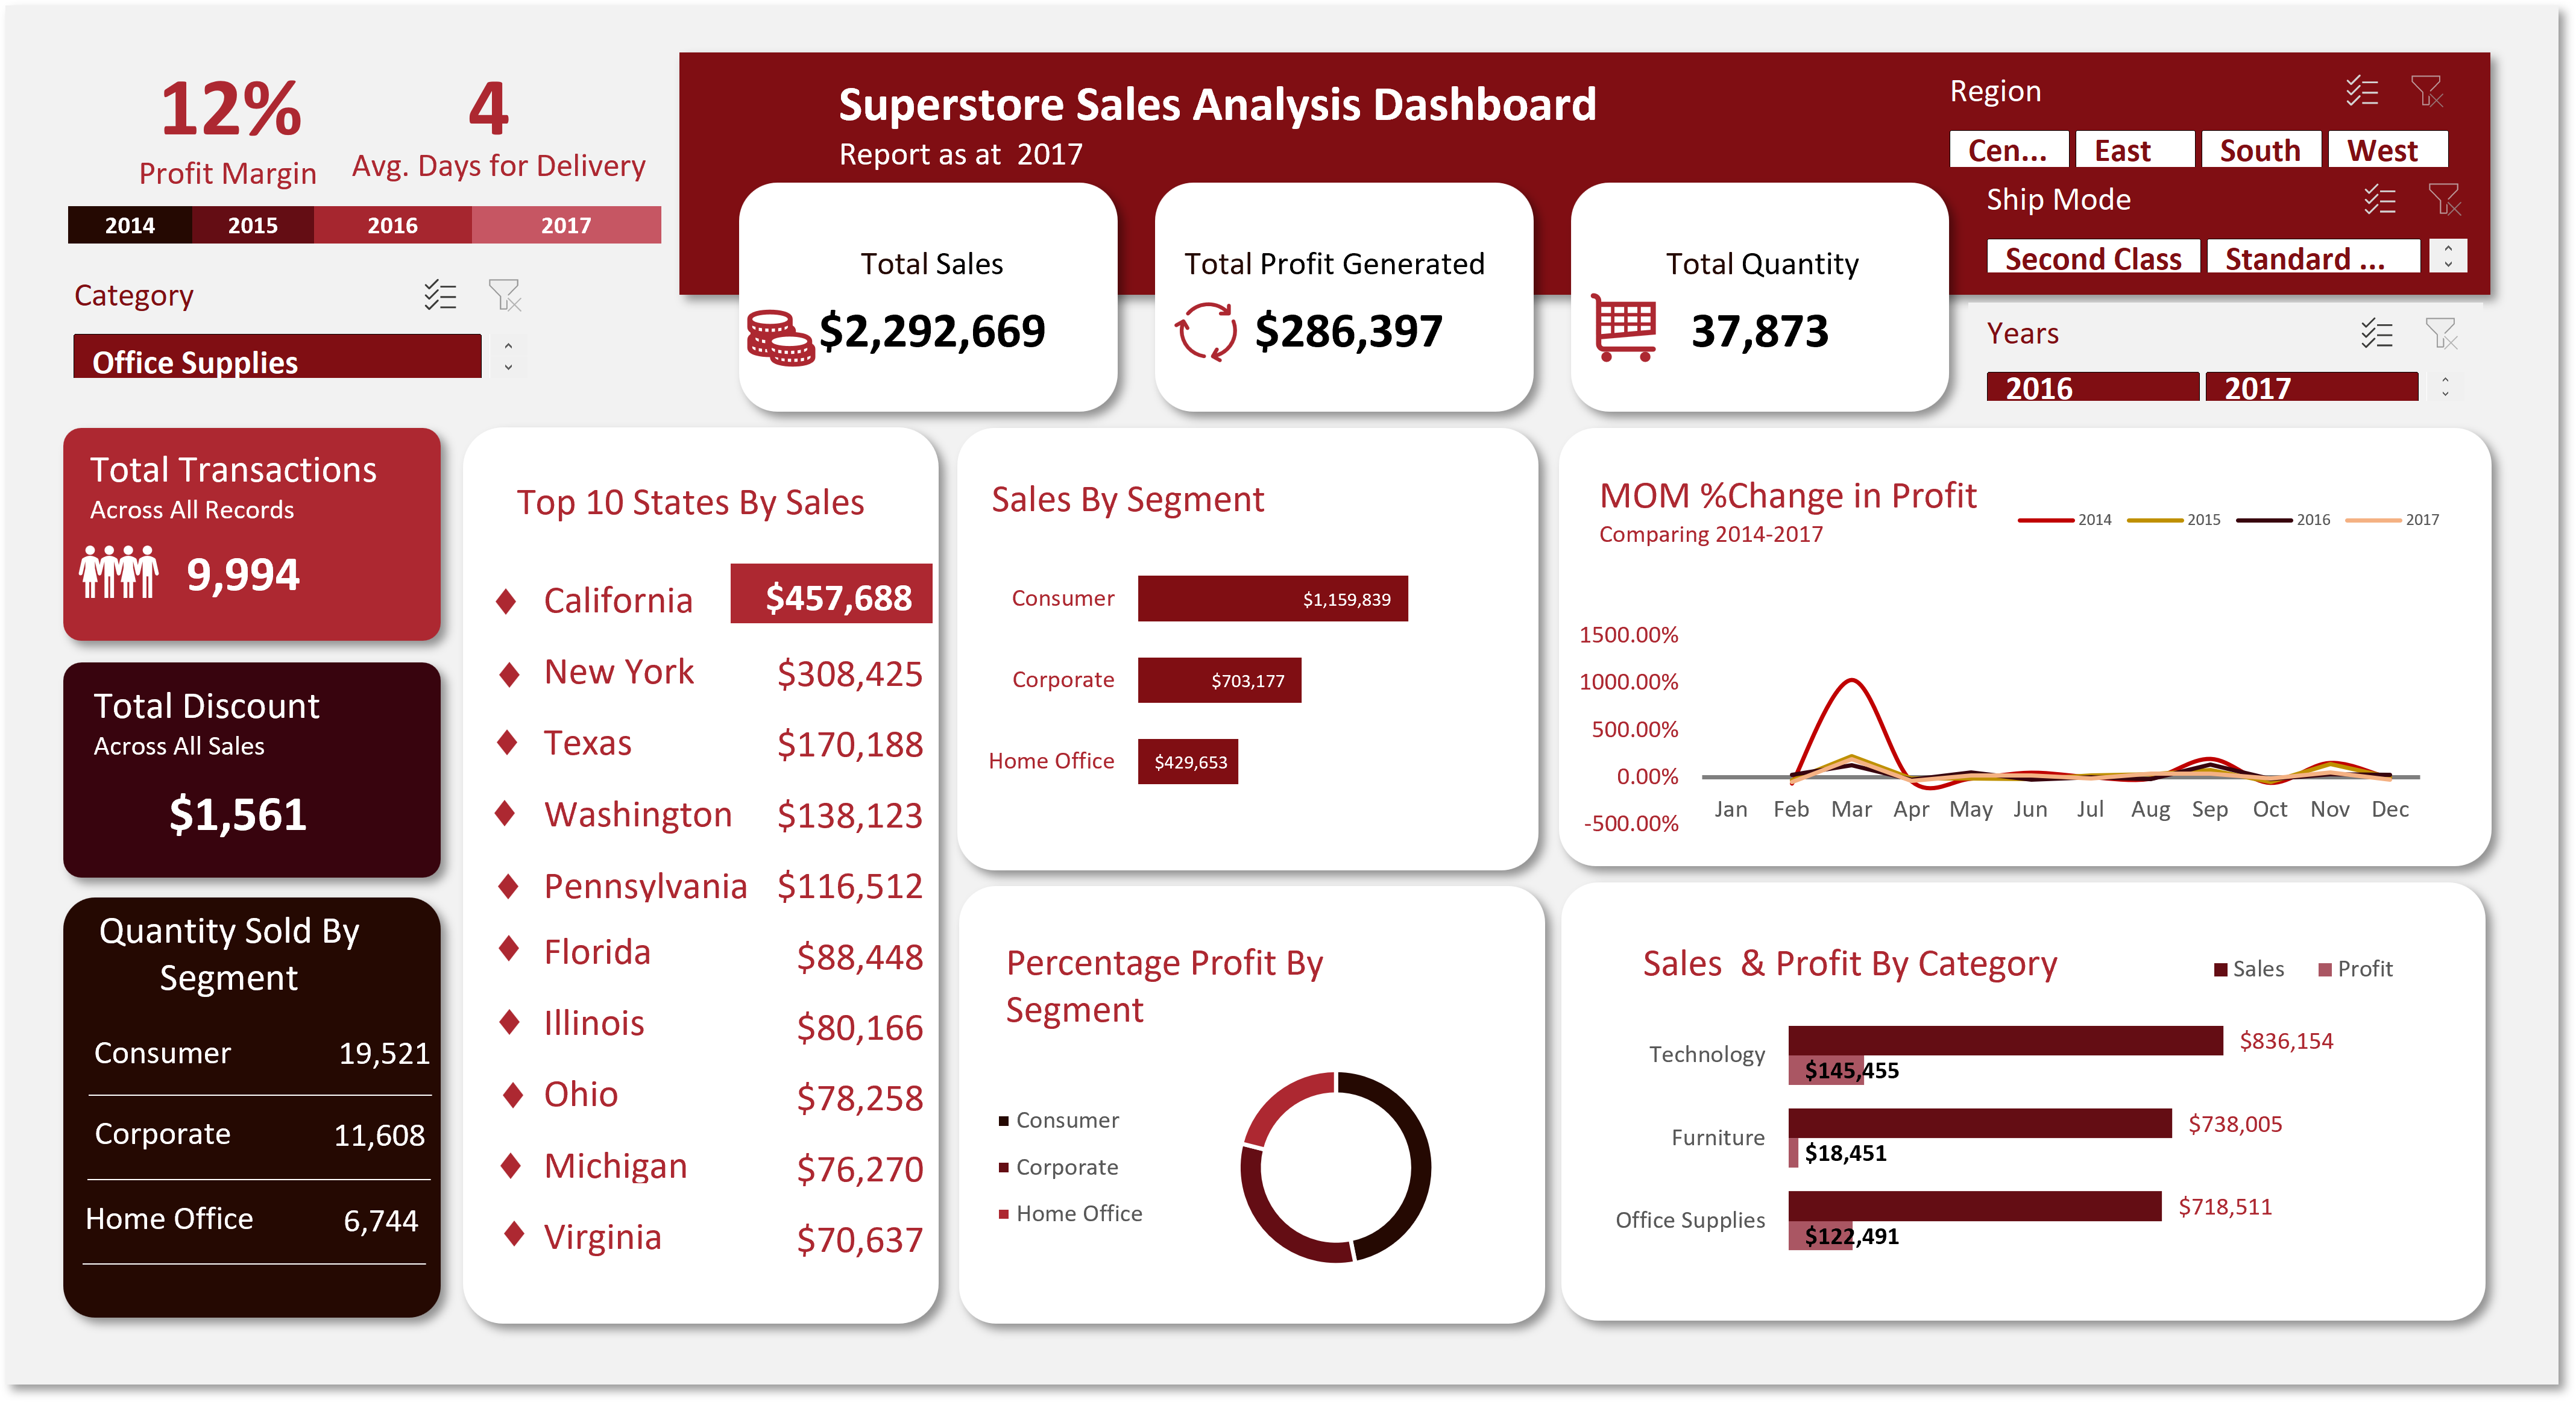 12%
Profit Margin
4
Avg. Days for Delivery
2014 2015 2016 2017
Category
Office Supplies
Superstore Sales Analysis Dashboard
Report as at 2017
Region
Cen... East South West
Ship Mode
Second Class Standard ...
Years
2016 2017
Total Sales
$2,292,669
Total Profit Generated
$286,397
Total Quantity
37,873
Total Transactions
Across All Records
9,994
Total Discount
Across All Sales
$1,561
Quantity Sold By
Segment
Consumer 19,521
Corporate 11,608
Home Office 6,744
Top 10 States By Sales
California $457,688
New York $308,425
Texas $170,188
Washington $138,123
Pennsylvania $116,512
Florida $88,448
Illinois $80,166
Ohio $78,258
Michigan $76,270
Virginia $70,637
Sales By Segment
Consumer $1,159,839
Corporate $703,177
Home Office $429,653
MOM %Change in Profit
Comparing 2014-2017
2014 2015 2016 2017
1500.00%
1000.00%
500.00%
0.00%
-500.00%
Jan Feb Mar Apr May Jun Jul Aug Sep Oct Nov Dec
Percentage Profit By
Segment
Consumer
Corporate
Home Office
Sales & Profit By Category
Sales Profit
Technology $836,154
$145,455
Furniture $738,005
$18,451
Office Supplies $718,511
$122,491